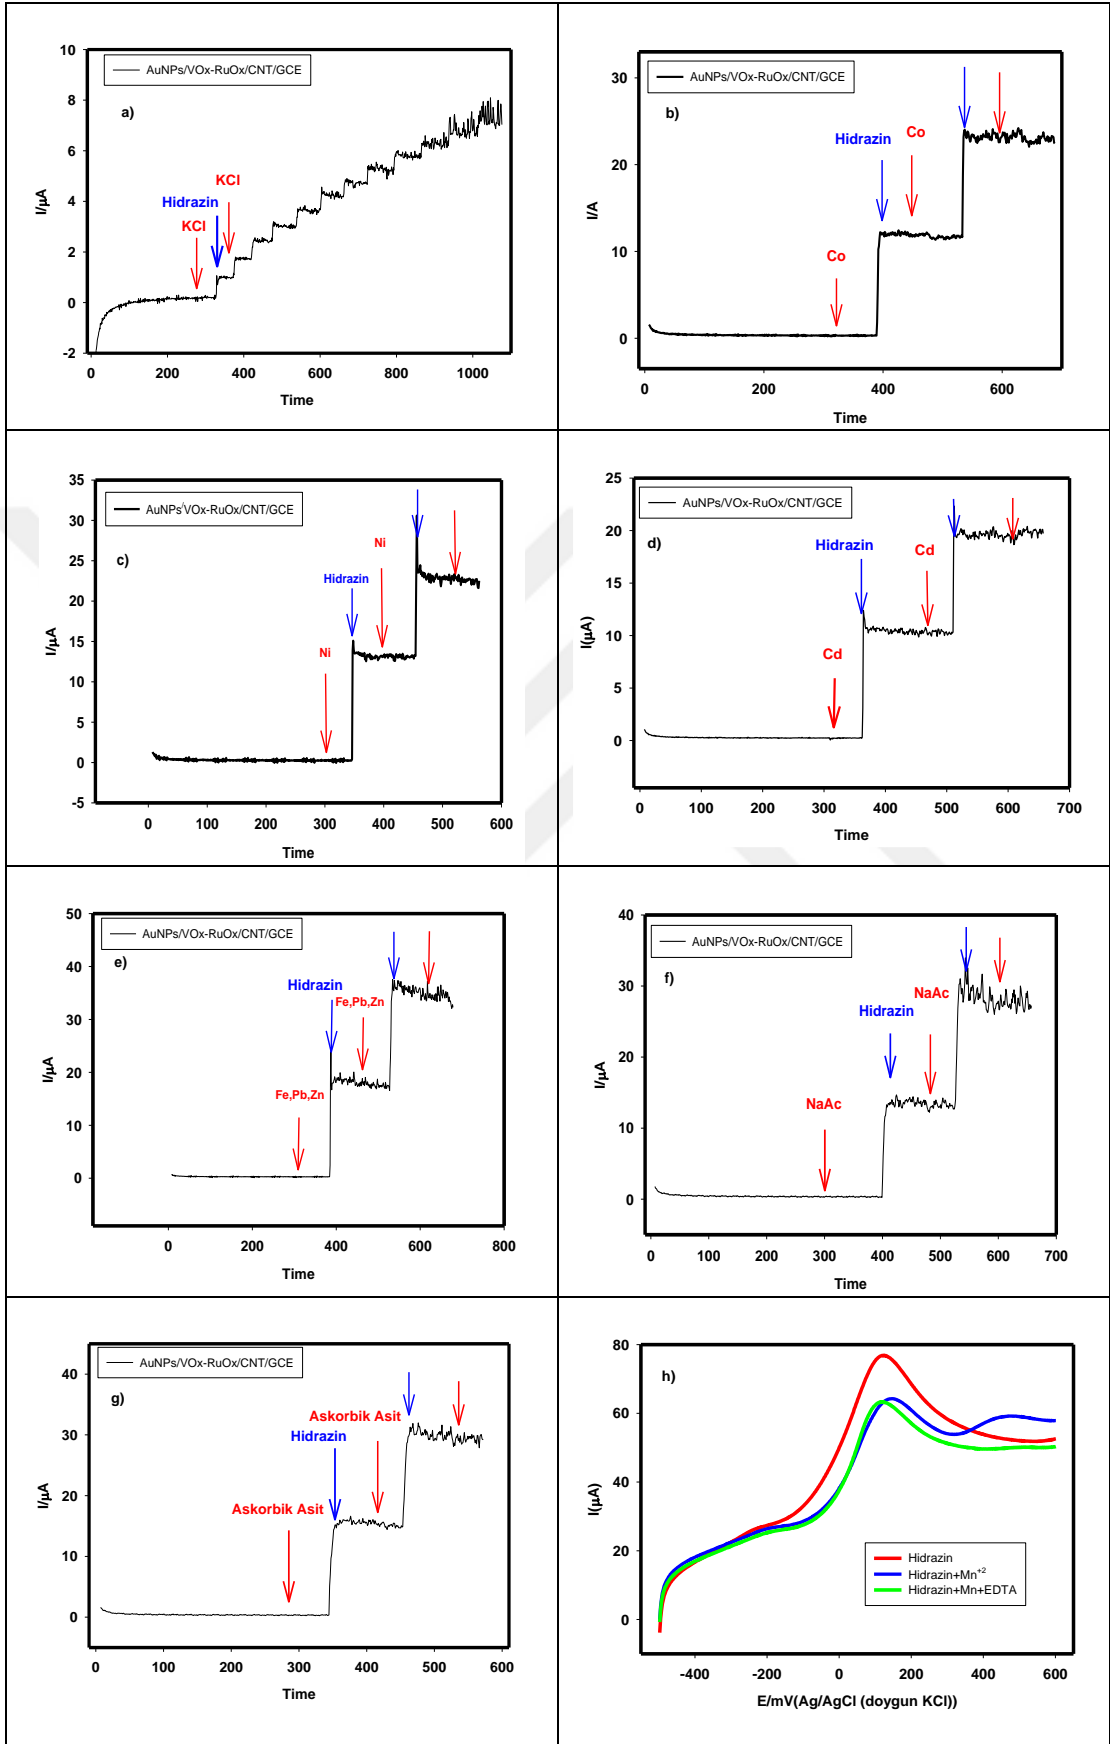 AuNPs/VOx-RuOx/CNT/GCE
a)
KCl
Hidrazin
KCl
I/µA
10
8
6
4
2
0
-2
0 200 400 600 800 1000
Time
AuNPs/VOx-RuOx/CNT/GCE
b)
Hidrazin
Co
Co
I/A
30
20
10
0
0 200 400 600
Time
AuNPs/VOx-RuOx/CNT/GCE
c)
Ni
Hidrazin
Ni
I/µA
35
30
25
20
15
10
5
0
-5
0 100 200 300 400 500 600
Time
AuNPs/VOx-RuOx/CNT/GCE
d)
Hidrazin
Cd
Cd
I(µA)
25
20
15
10
5
0
0 100 200 300 400 500 600 700
Time
AuNPs/VOx-RuOx/CNT/GCE
e)
Hidrazin
Fe,Pb,Zn
Fe,Pb,Zn
I/µA
50
40
30
20
10
0
0 200 400 600 800
Time
AuNPs/VOx-RuOx/CNT/GCE
f)
NaAc
Hidrazin
NaAc
I/µA
40
30
20
10
0
0 100 200 300 400 500 600 700
Time
AuNPs/VOx-RuOx/CNT/GCE
g)
Askorbik Asit
Hidrazin
Askorbik Asit
I/µA
40
30
20
10
0
0 100 200 300 400 500 600
Time
h)
I(µA)
80
60
40
20
0
Hidrazin
Hidrazin+Mn+2
Hidrazin+Mn+EDTA
-400 -200 0 200 400 600
E/mV(Ag/AgCl (doygun KCl))